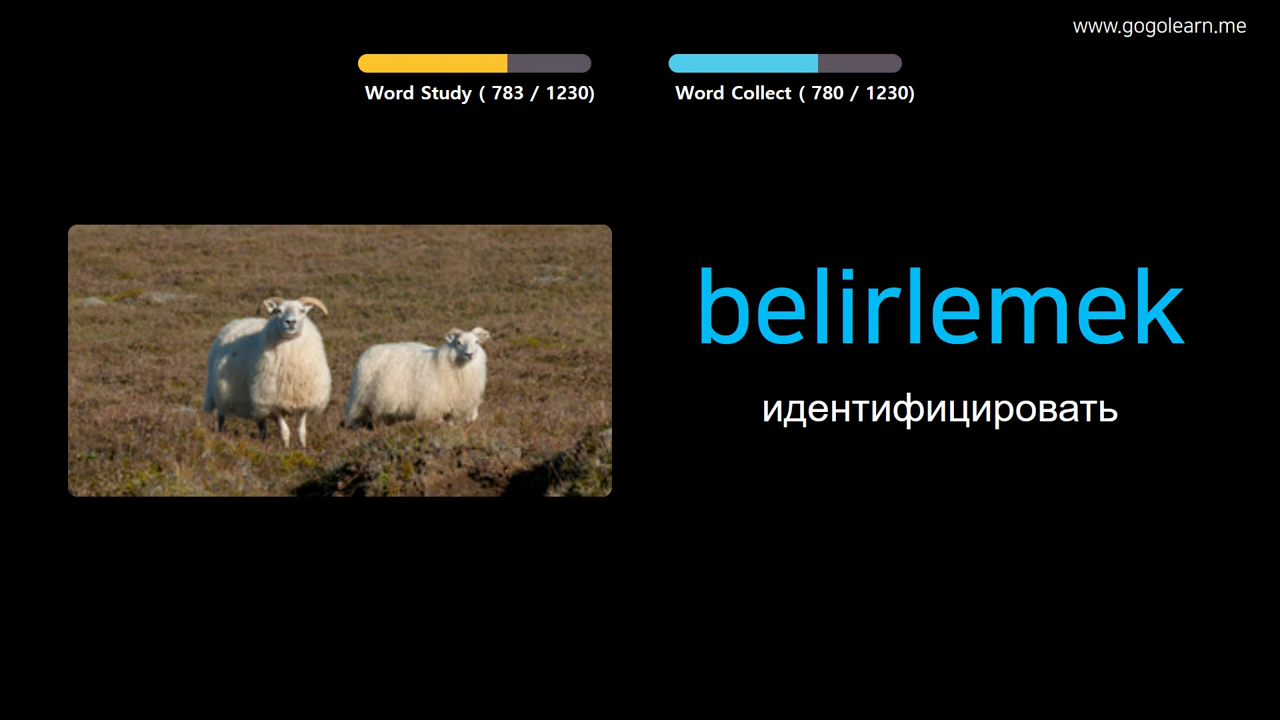 www.gogolearn.me
Word Study ( 783 / 1230)
Word Collect ( 780 / 1230)
belirlemek
идентифицировать